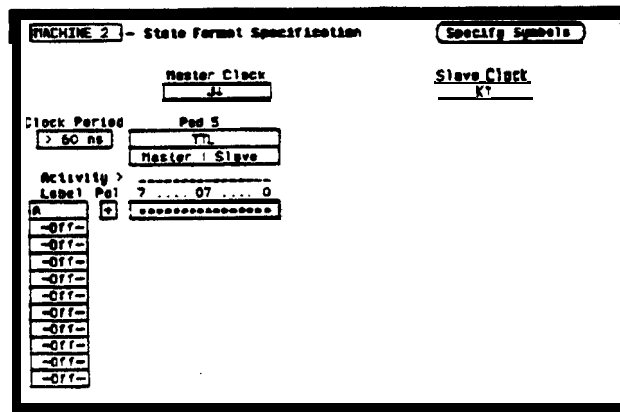 MACHINE 2 - State Format Specification Specify Symbols
Master Clock Slave Clock
J↓ K↑
Clock Period Pod 5
> 60 ns TTL
Master | Slave
Activity >
Label Pol 7 .... 07 .... 0
A + ****************
-Off-
-Off-
-Off-
-Off-
-Off-
-Off-
-Off-
-Off-
-Off-
-Off-